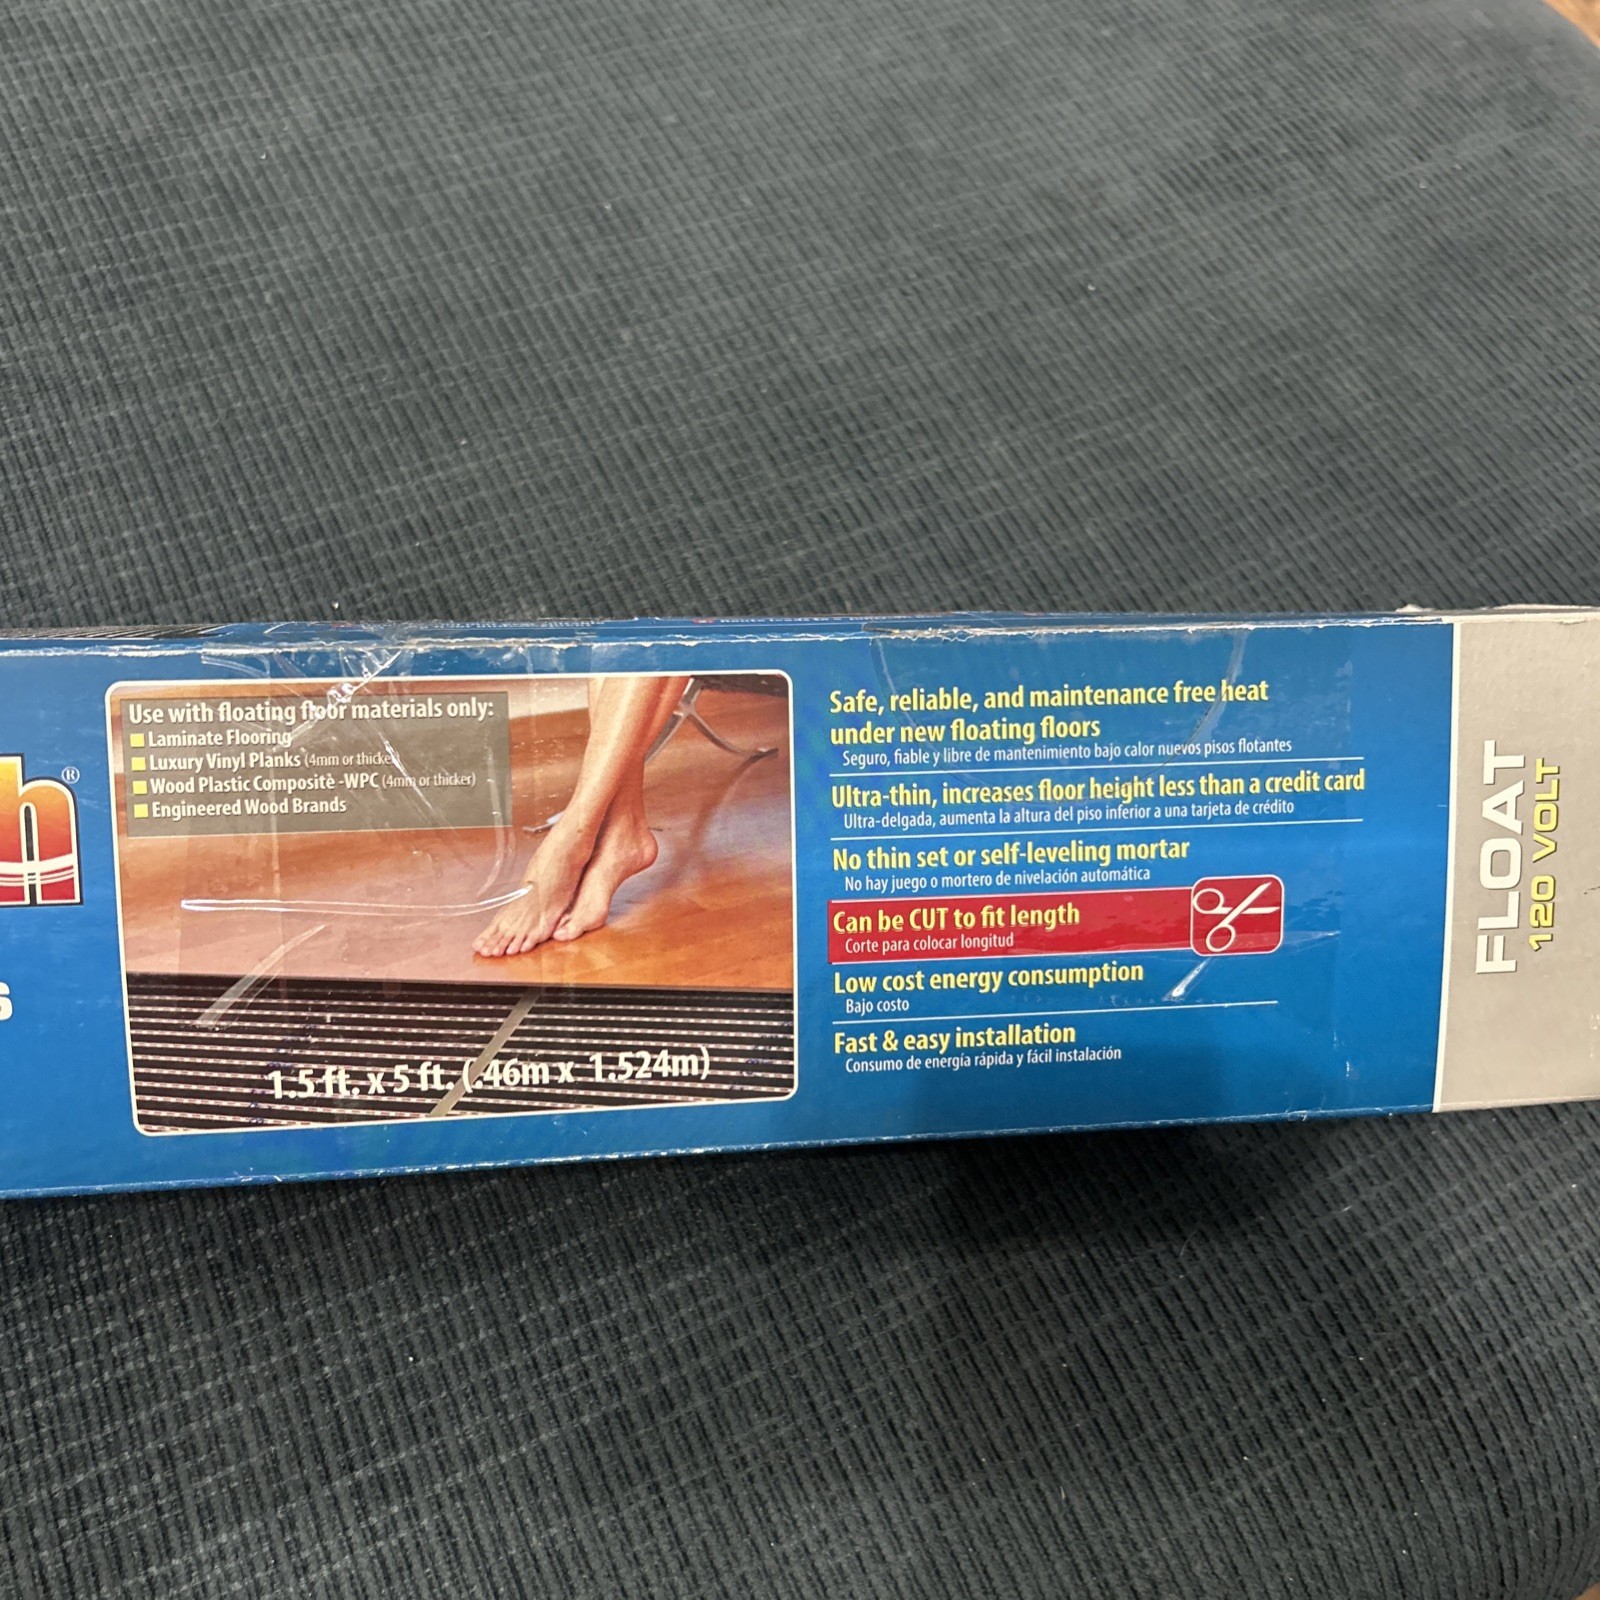 h®
s
Use with floating floor materials only:
Laminate Flooring
Luxury Vinyl Planks (4mm or thicker
Wood Plastic Composite -WPC (4mm or thicker)
Engineered Wood Brands
1.5 ft. x 5 ft. (.46m x 1.524m)
Safe, reliable, and maintenance free heat
under new floating floors
Seguro, fiable y libre de mantenimiento bajo calor nuevos pisos flotantes
Ultra-thin, increases floor height less than a credit card
Ultra-delgada, aumenta la altura del piso inferior a una tarjeta de crédito
No thin set or self-leveling mortar
No hay juego o mortero de nivelación automática
Can be CUT to fit length
Corte para colocar longitud
Low cost energy consumption
Bajo costo
Fast & easy installation
Consumo de energía rápida y fácil instalación
FLOAT
120 VOLT